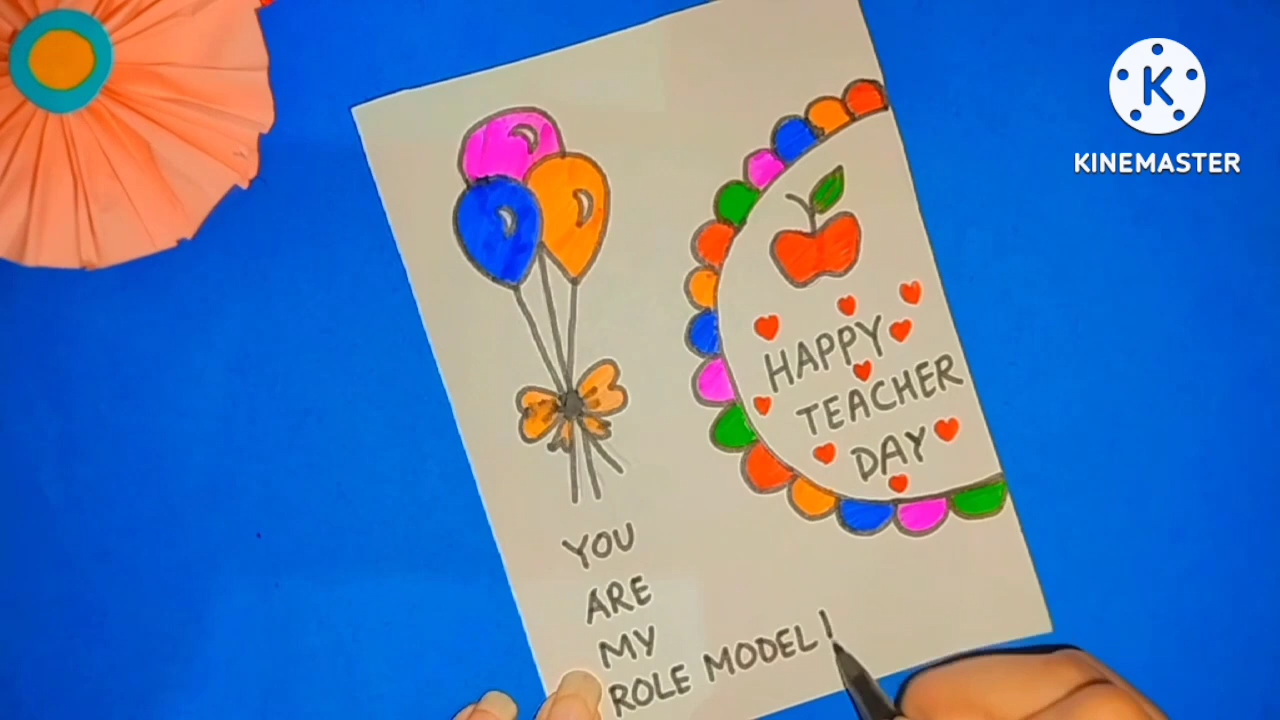 K
KINEMASTER
HAPPY
TEACHER
DAY
YOU
ARE
MY
ROLE MODEL !